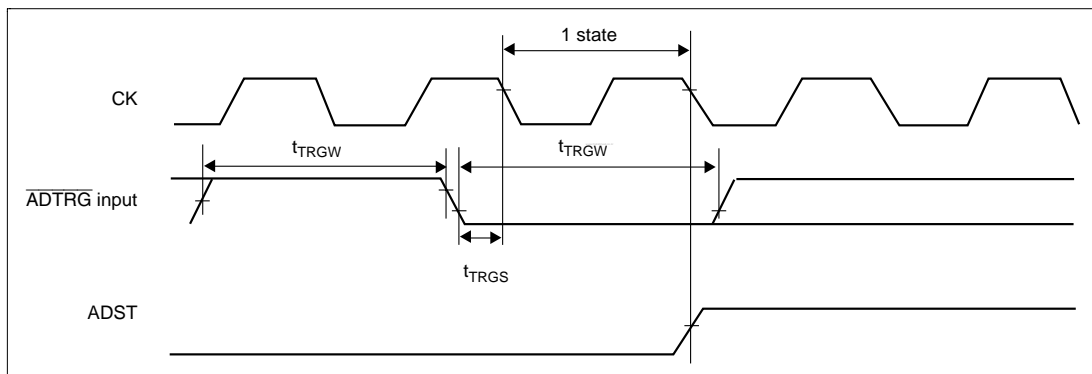 1 state
CK
tTRGW
tTRGW
ADTRG input
tTRGS
ADST